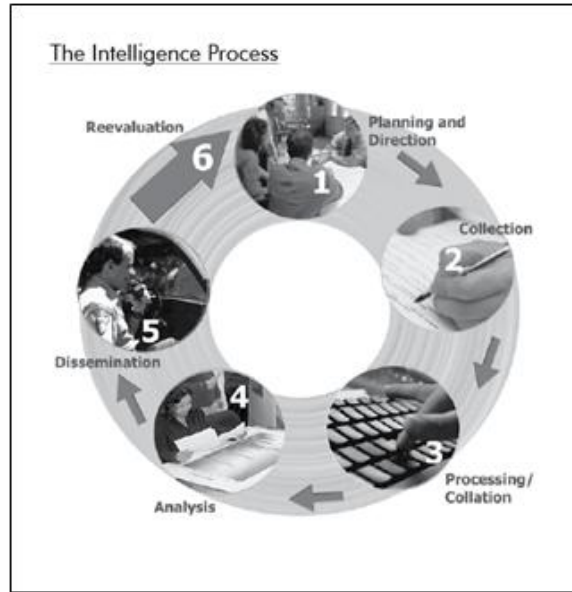 The Intelligence Process
Reevaluation
6
1
Planning and
Direction
Collection
2
3
Processing/
Collation
4
Analysis
5
Dissemination